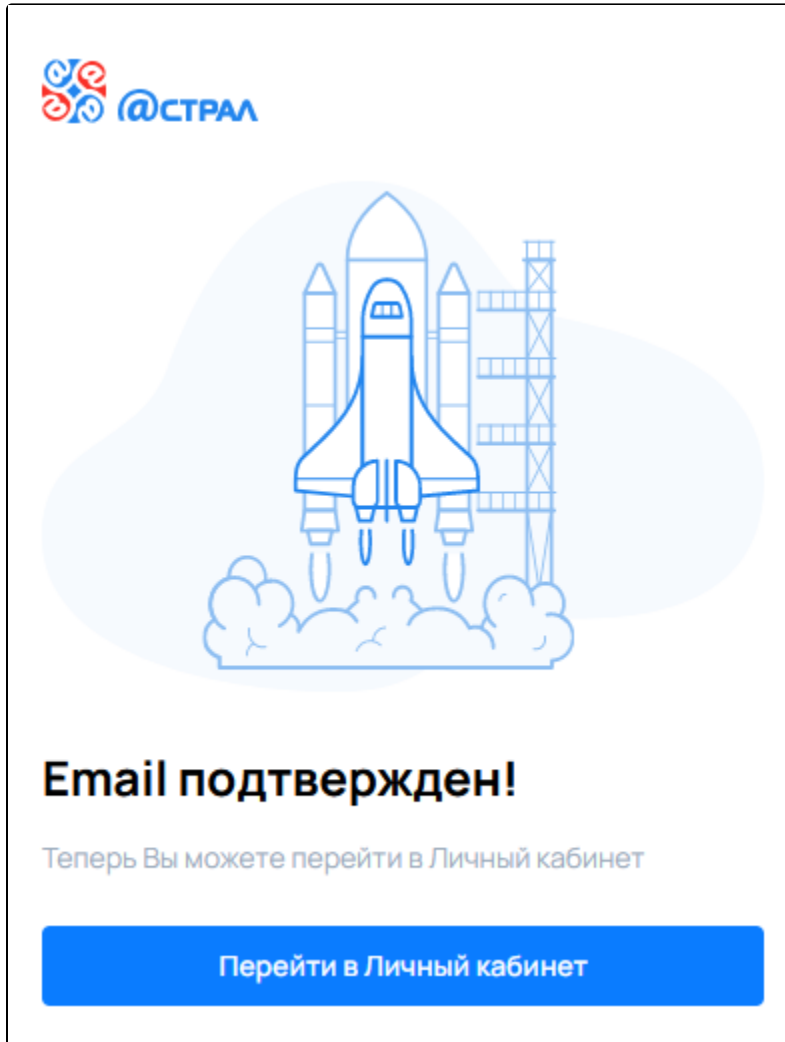 @СТРАЛ
Email подтвержден!
Теперь Вы можете перейти в Личный кабинет
Перейти в Личный кабинет